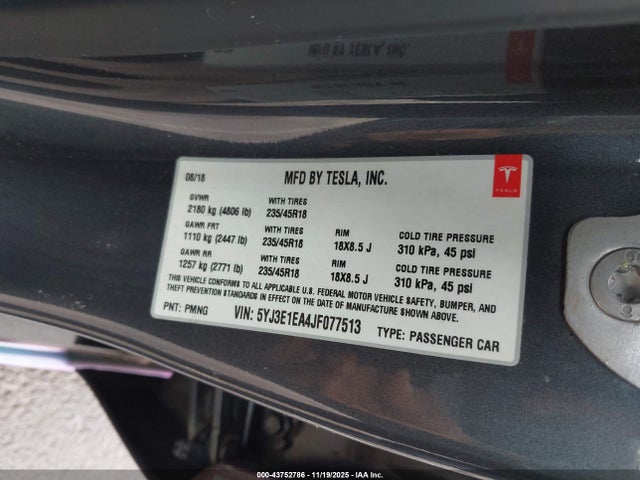 08/18 MFD BY TESLA, INC.
TESLA
GVWR WITH TIRES
2180 kg (4806 lb) 235/45R18
GAWR FRT WITH TIRES RIM COLD TIRE PRESSURE
1110 kg (2447 lb) 235/45R18 18X8.5 J 310 kPa, 45 psi
GAWR RR WITH TIRES RIM COLD TIRE PRESSURE
1257 kg (2771 lb) 235/45R18 18X8.5 J 310 kPa, 45 psi
THIS VEHICLE CONFORMS TO ALL APPLICABLE U.S. FEDERAL MOTOR VEHICLE SAFETY, BUMPER, AND
THEFT PREVENTION STANDARDS IN EFFECT ON THE DATE OF MANUFACTURE SHOWN ABOVE.
PNT: PMNG VIN: 5YJ3E1EA4JF077513 TYPE: PASSENGER CAR
000-43752786 - 11/19/2025 - IAA Inc.